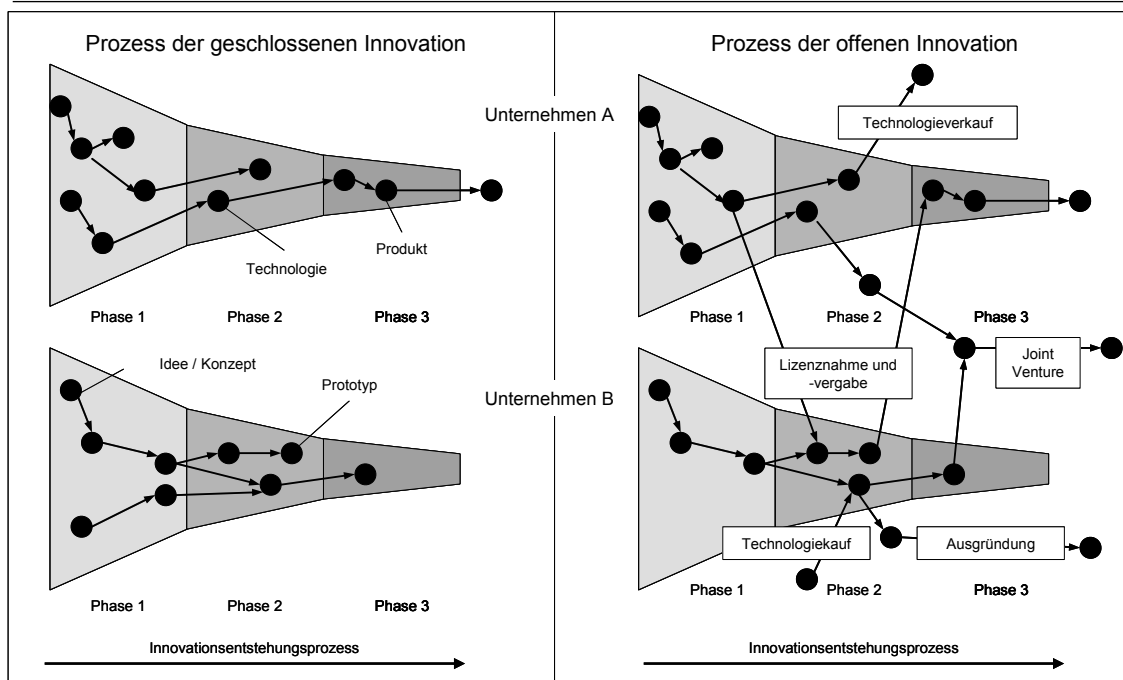 Prozess der geschlossenen Innovation
Prozess der offenen Innovation
Unternehmen A
Technologieverkauf
Produkt
Technologie
Phase 1
Phase 2
Phase 3
Phase 1
Phase 2
Phase 3
Idee / Konzept
Prototyp
Unternehmen B
Lizenznahme und
-vergabe
Joint
Venture
Technologiekauf
Ausgründung
Phase 1
Phase 2
Phase 3
Phase 1
Phase 2
Phase 3
Innovationsentstehungsprozess
Innovationsentstehungsprozess